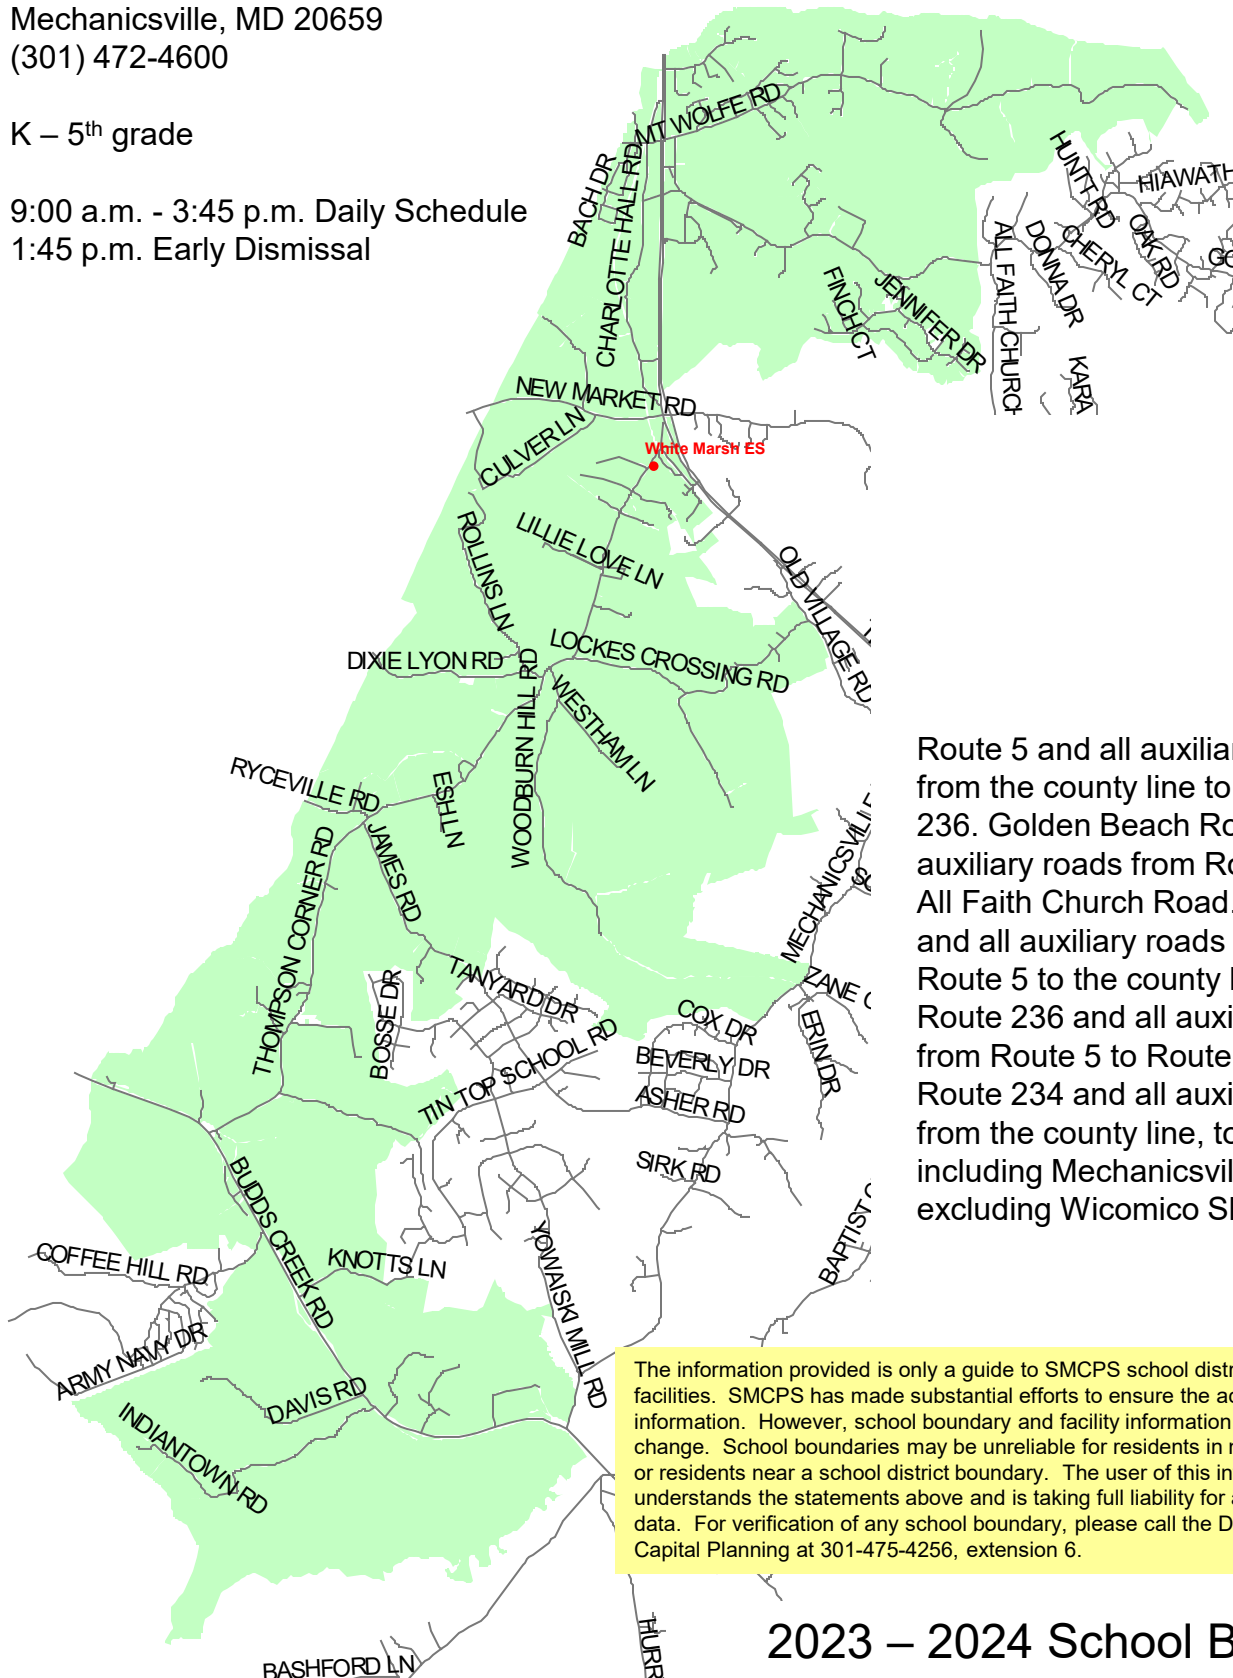 Mechanicsville, MD 20659
(301) 472-4600
K – 5th grade
9:00 a.m. - 3:45 p.m. Daily Schedule
1:45 p.m. Early Dismissal
MT WOLFE RD
BACH DR
CHARLOTTE HALL RD
HUNTT RD
HIAWATH
OAK RD
GO
ALL FAITH CHURCH
DONNA DR
CHERYL CT
FINCH CT
JENNIFER DR
KARA
NEW MARKET RD
CULVER LN
White Marsh ES
ROLLINS LN
LILLIE LOVE LN
OLD VILLAGE RD
DIXIE LYON RD
LOCKES CROSSING RD
WOODBURN HILL RD
WESTHAM LN
RYCEVILLE RD
ESH LN
JAMES RD
THOMPSON CORNER RD
MECHANICSVILLE
Route 5 and all auxiliar
from the county line to
236. Golden Beach Ro
auxiliary roads from Ro
All Faith Church Road.
and all auxiliary roads
Route 5 to the county l
Route 236 and all auxi
from Route 5 to Route
Route 234 and all auxi
from the county line, to
including Mechanicsvil
excluding Wicomico Sh
BOSSE DR
TANYARD DR
ZANE C
ERIN DR
COX DR
BEVERLY DR
TIN TOP SCHOOL RD
ASHER RD
SIRK RD
BUDDS CREEK RD
BAPTIST C
COFFEE HILL RD
KNOTTS LN
YOWAISKI MILL RD
ARMY NAVY DR
DAVIS RD
INDIANTOWN RD
The information provided is only a guide to SMCPS school distr
facilities. SMCPS has made substantial efforts to ensure the ac
information. However, school boundary and facility information
change. School boundaries may be unreliable for residents in n
or residents near a school district boundary. The user of this in
understands the statements above and is taking full liability for a
data. For verification of any school boundary, please call the D
Capital Planning at 301-475-4256, extension 6.
HURR
BASHFORD LN
2023 – 2024 School B